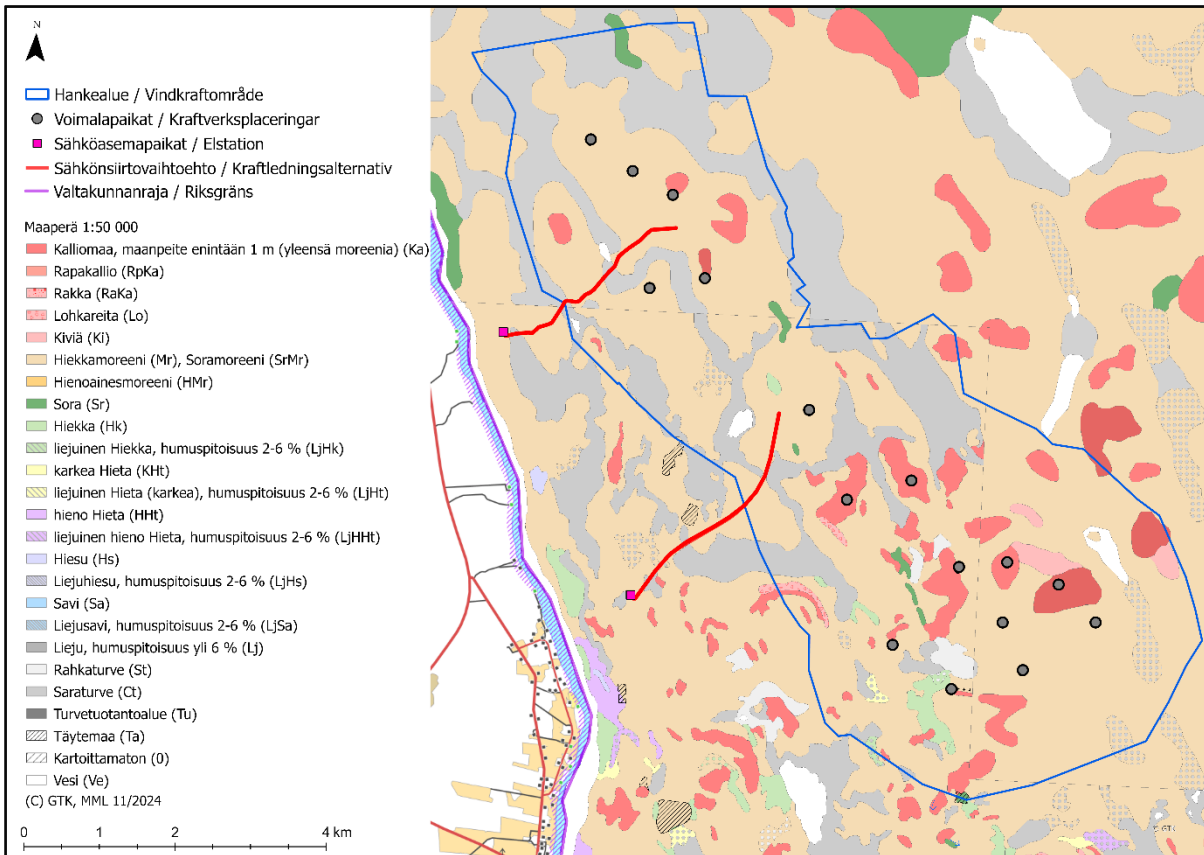 N
Hankealue / Vindkraftområde
Voimalapaikat / Kraftverksplaceringar
Sähköasemapaikat / Elstation
Sähkönsiirtovaihtoehto / Kraftledningsalternativ
Valtakunnanraja / Riksgräns
Maaperä 1:50 000
Kalliomaa, maanpeite enintään 1 m (yleensä moreenia) (Ka)
Rapakallio (RpKa)
Rakka (RaKa)
Lohkareita (Lo)
Kiviä (Ki)
Hiekkamoreeni (Mr), Soramoreeni (SrMr)
Hienoainesmoreeni (HMr)
Sora (Sr)
Hiekka (Hk)
liejuinen Hiekka, humuspitoisuus 2-6 % (LjHk)
karkea Hieta (KHt)
liejuinen Hieta (karkea), humuspitoisuus 2-6 % (LjHt)
hieno Hieta (HHt)
liejuinen hieno Hieta, humuspitoisuus 2-6 % (LjHHt)
Hiesu (Hs)
Liejuhiesu, humuspitoisuus 2-6 % (LjHs)
Savi (Sa)
Liejusavi, humuspitoisuus 2-6 % (LjSa)
Lieju, humuspitoisuus yli 6 % (Lj)
Rahkaturve (St)
Saraturve (Ct)
Turvetuotantoalue (Tu)
Täytemaa (Ta)
Kartoittamaton (0)
Vesi (Ve)
(C) GTK, MML 11/2024
0 1 2 4 km
© GTK